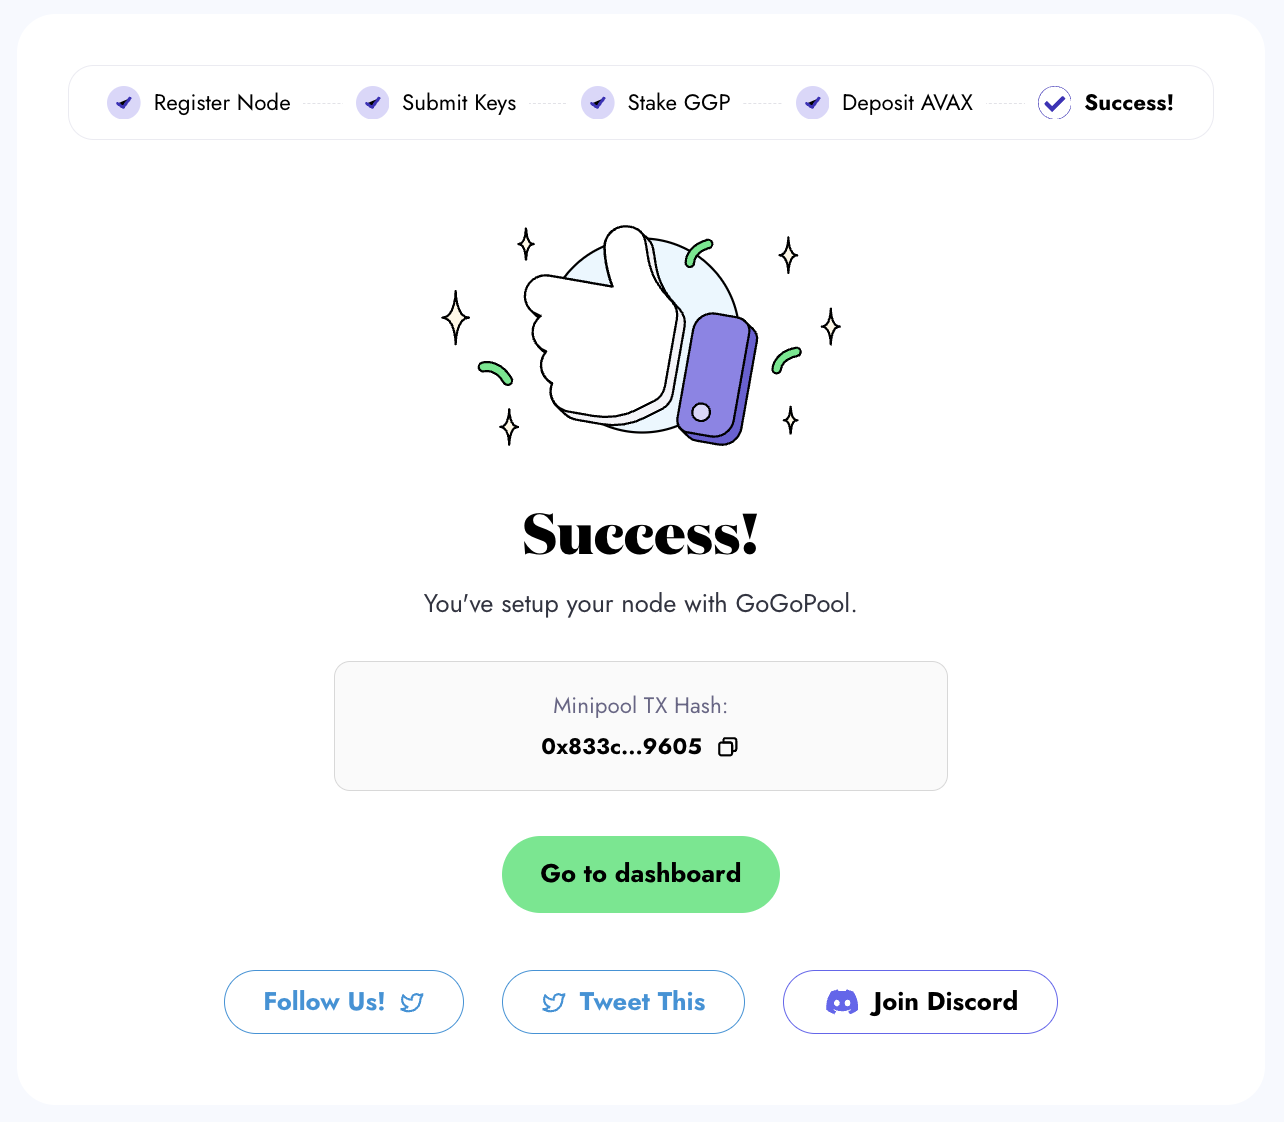 Register Node
Submit Keys
Stake GGP
Deposit AVAX
Success!
Success!
You've setup your node with GoGoPool.
Minipool TX Hash:
0x833c...9605
Go to dashboard
Follow Us!
Tweet This
Join Discord